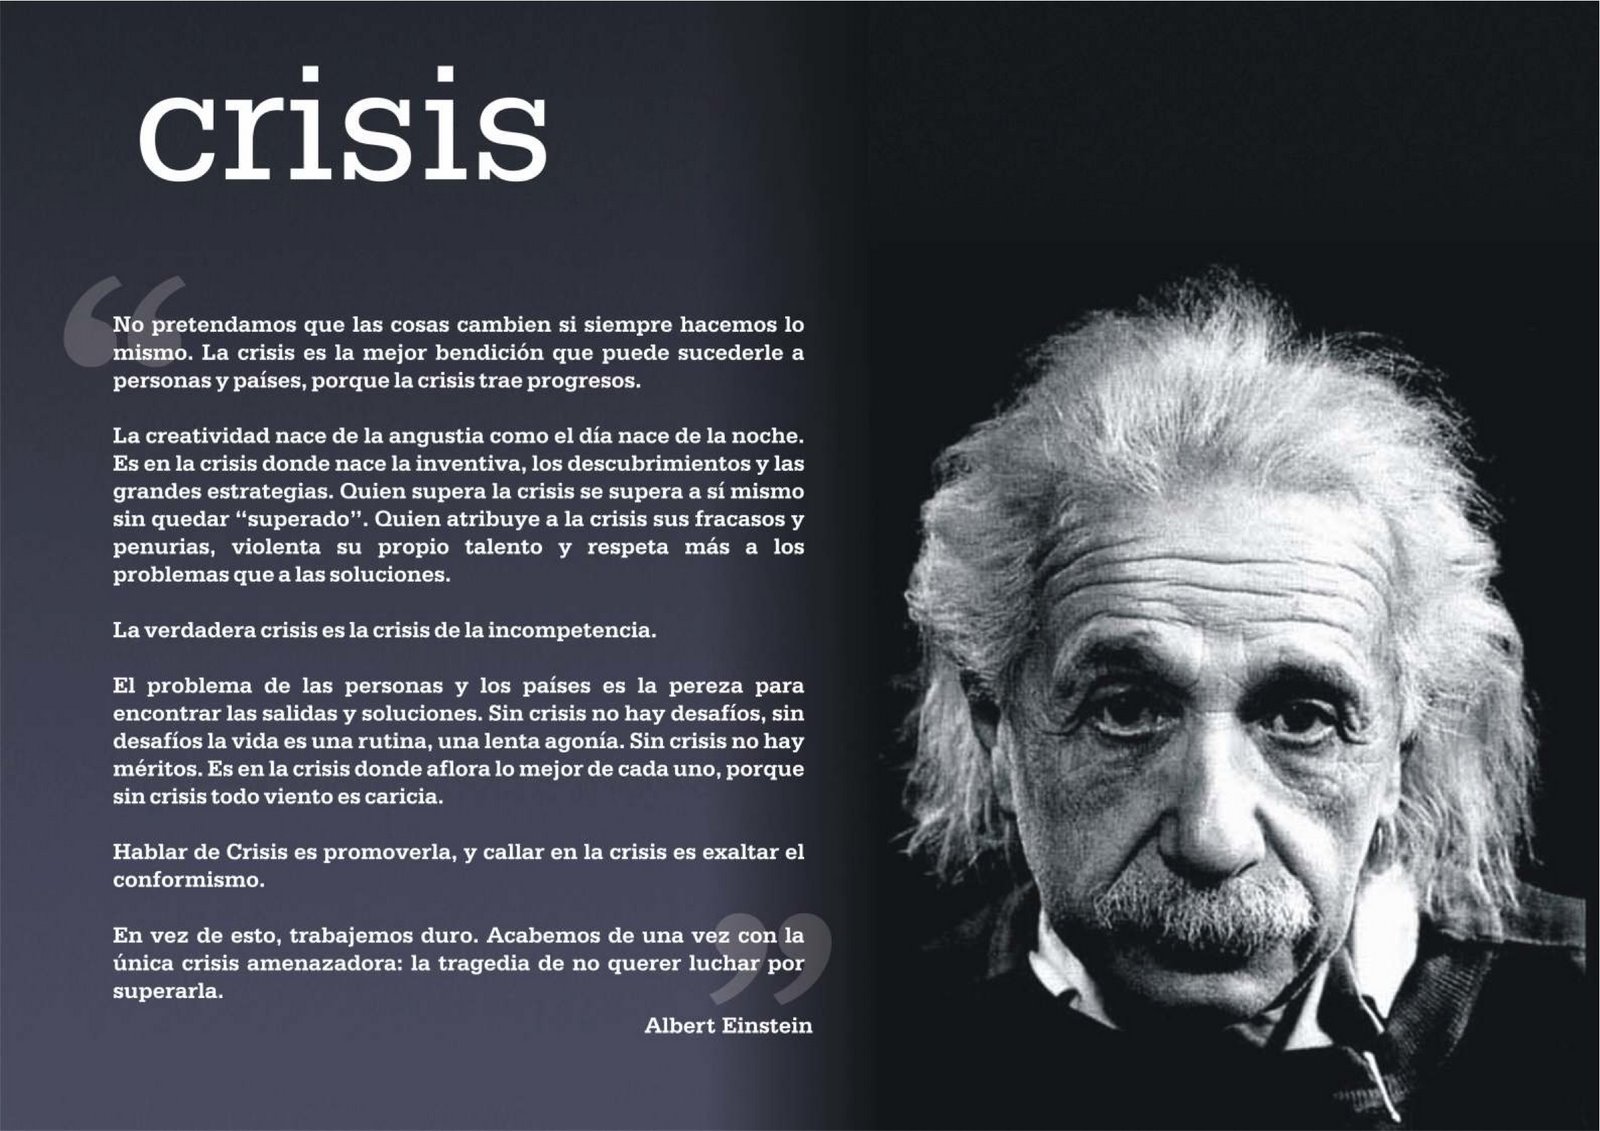 crisis
No pretendamos que las cosas cambien si siempre hacemos lo
mismo. La crisis es la mejor bendición que puede sucederle a
personas y países, porque la crisis trae progresos.
La creatividad nace de la angustia como el día nace de la noche.
Es en la crisis donde nace la inventiva, los descubrimientos y las
grandes estrategias. Quien supera la crisis se supera a sí mismo
sin quedar “superado”. Quien atribuye a la crisis sus fracasos y
penurias, violenta su propio talento y respeta más a los
problemas que a las soluciones.
La verdadera crisis es la crisis de la incompetencia.
El problema de las personas y los países es la pereza para
encontrar las salidas y soluciones. Sin crisis no hay desafíos, sin
desafíos la vida es una rutina, una lenta agonía. Sin crisis no hay
méritos. Es en la crisis donde aflora lo mejor de cada uno, porque
sin crisis todo viento es caricia.
Hablar de Crisis es promoverla, y callar en la crisis es exaltar el
conformismo.
En vez de esto, trabajemos duro. Acabemos de una vez con la
única crisis amenazadora: la tragedia de no querer luchar por
superarla.
Albert Einstein